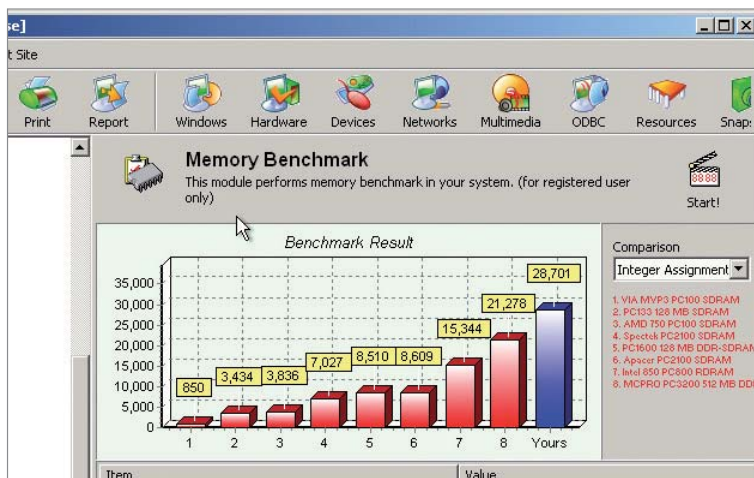 se]
t Site
Print Report Windows Hardware Devices Networks Multimedia ODBC Resources Snap
Memory Benchmark
This module performs memory benchmark in your system. (for registered user
only)
Start!
Benchmark Result
Comparison
Integer Assignment
35,000
30,000
25,000
20,000
15,000
10,000
5,000
0
850
3,434
3,836
7,027
8,510
8,609
15,344
21,278
28,701
1 2 3 4 5 6 7 8 Yours
1. VIA MVP3 PC100 SDRAM
2. PC133 128 MB SDRAM
3. AMD 750 PC100 SDRAM
4. Spectek PC2100 SDRAM
5. PC1600 128 MB DDR-SDRAM
6. Apacer PC2100 SDRAM
7. Intel 850 PC800 RDRAM
8. MCPRO PC3200 512 MB DD
Item Value